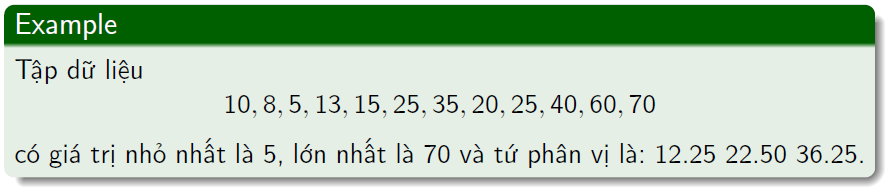 Example
Tập dữ liệu
10, 8, 5, 13, 15, 25, 35, 20, 25, 40, 60, 70
có giá trị nhỏ nhất là 5, lớn nhất là 70 và tứ phân vị là: 12.25 22.50 36.25.